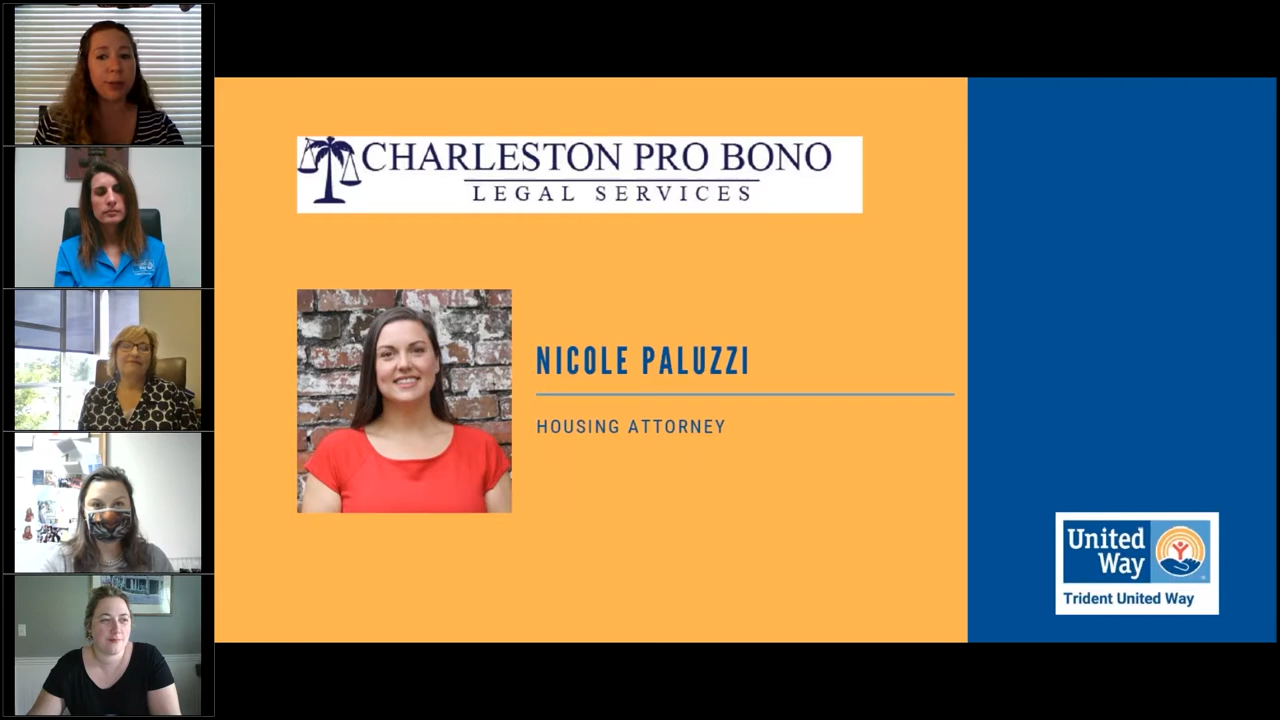 CHARLESTON PRO BONO
LEGAL SERVICES
NICOLE PALUZZI
HOUSING ATTORNEY
United
Way
Trident United Way